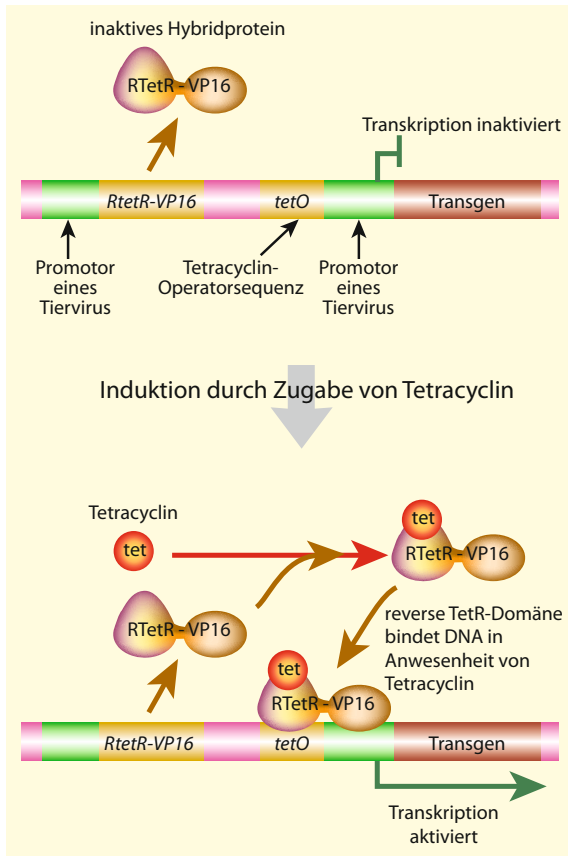 inaktives Hybridprotein
RTetR - VP16
Transkription inaktiviert
RtetR-VP16
tetO
Transgen
Promotor
eines
Tiervirus
Tetracyclin-
Operatorsequenz
Promotor
eines
Tiervirus
Induktion durch Zugabe von Tetracyclin
Tetracyclin
tet
tet
RTetR - VP16
RTetR - VP16
reverse TetR-Domäne
bindet DNA in
Anwesenheit von
Tetracyclin
tet
RTetR - VP16
RtetR-VP16
tetO
Transgen
Transkription
aktiviert